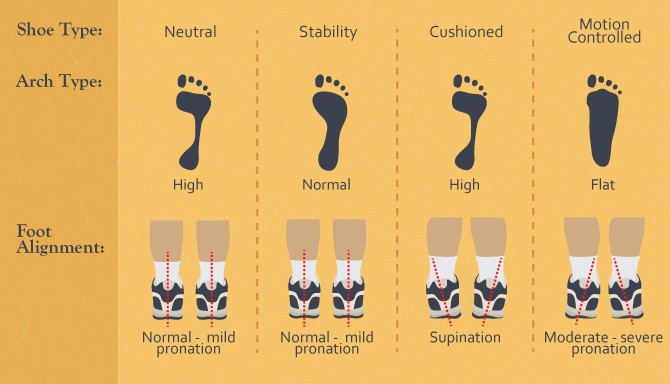 Shoe Type:
Neutral
Stability
Cushioned
Motion
Controlled
Arch Type:
High
Normal
High
Flat
Foot
Alignment:
Normal - mild
pronation
Normal - mild
pronation
Supination
Moderate - severe
pronation